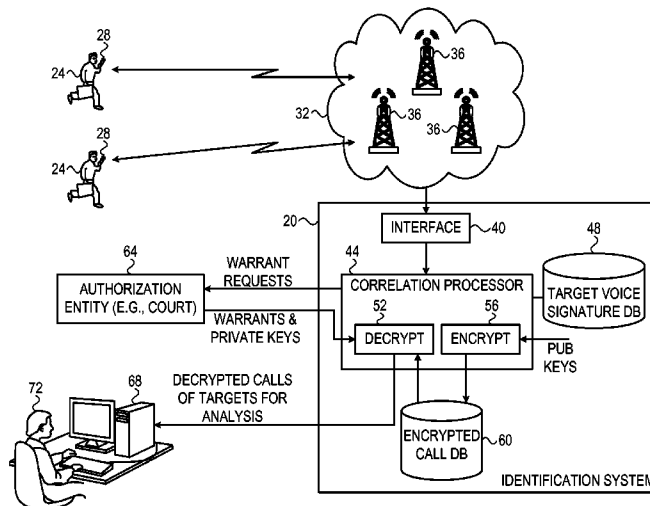 28
24
28
24
36
36
36
32
20
INTERFACE
40
44
48
64
WARRANT
REQUESTS
CORRELATION PROCESSOR
TARGET VOICE
SIGNATURE DB
AUTHORIZATION
ENTITY (E.G., COURT)
WARRANTS &
PRIVATE KEYS
52
DECRYPT
56
ENCRYPT
PUB
KEYS
72
68
DECRYPTED CALLS
OF TARGETS FOR
ANALYSIS
ENCRYPTED
CALL DB
60
IDENTIFICATION SYSTEM